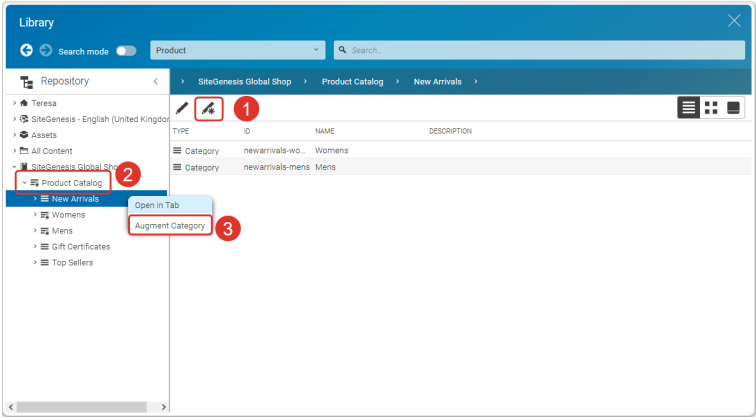 Library
Search mode
Product
Search...
Repository
SiteGenesis Global Shop > Product Catalog > New Arrivals >
Teresa
SiteGenesis - English (United Kingdor
Assets
All Content
SiteGenesis Global Sho
Product Catalog
New Arrivals
Womens
Mens
Gift Certificates
Top Sellers
1
2
Open in Tab
Augment Category
3
TYPE ID NAME DESCRIPTION
Category newarrivals-wo... Womens
Category newarrivals-mens Mens